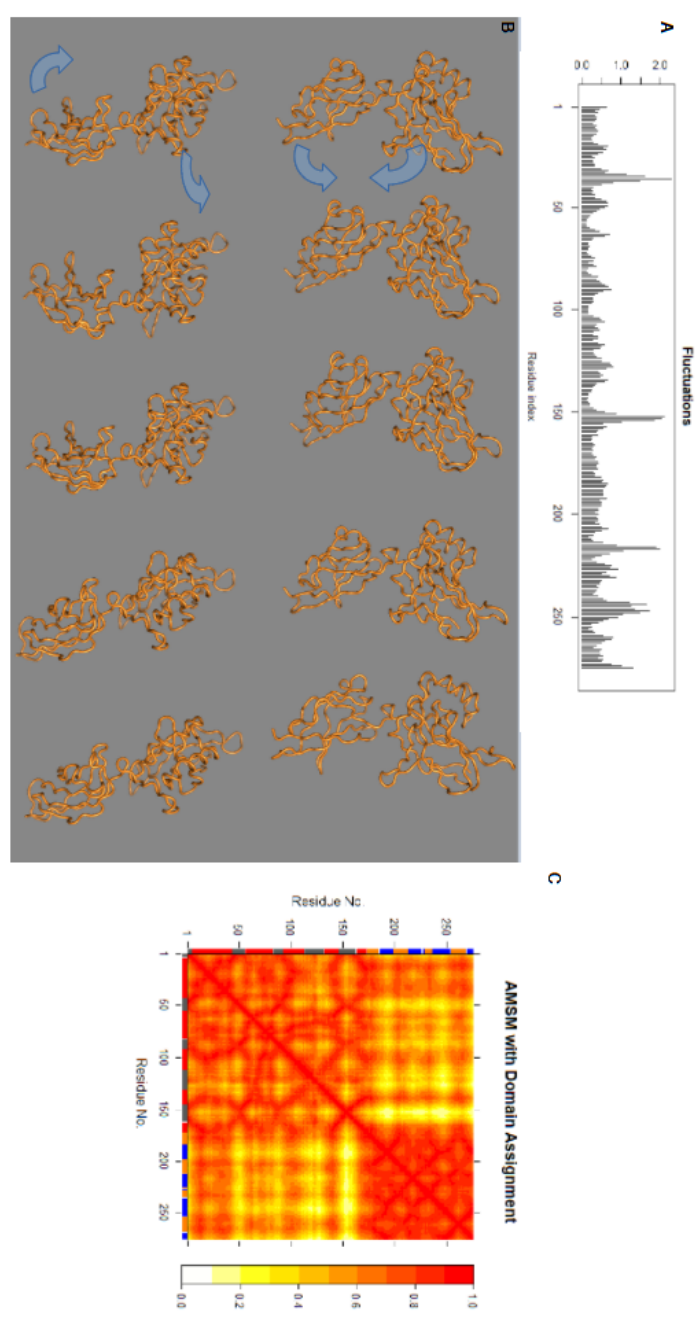 A
Fluctuations
2.0
1.0
0.0
1 50 100 150 200 250
Residue index
B
C
AMSM with Domain Assignment
250
200
150
100
50
1
Residue No.
1 50 100 150 200 250
Residue No.
1.0
0.8
0.6
0.4
0.2
0.0